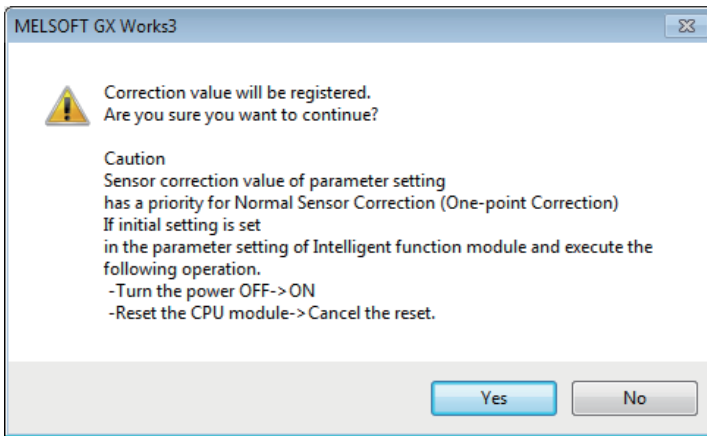 MELSOFT GX Works3
Correction value will be registered.
Are you sure you want to continue?
Caution
Sensor correction value of parameter setting
has a priority for Normal Sensor Correction (One-point Correction)
If initial setting is set
in the parameter setting of Intelligent function module and execute the
following operation.
-Turn the power OFF->ON
-Reset the CPU module->Cancel the reset.
Yes
No